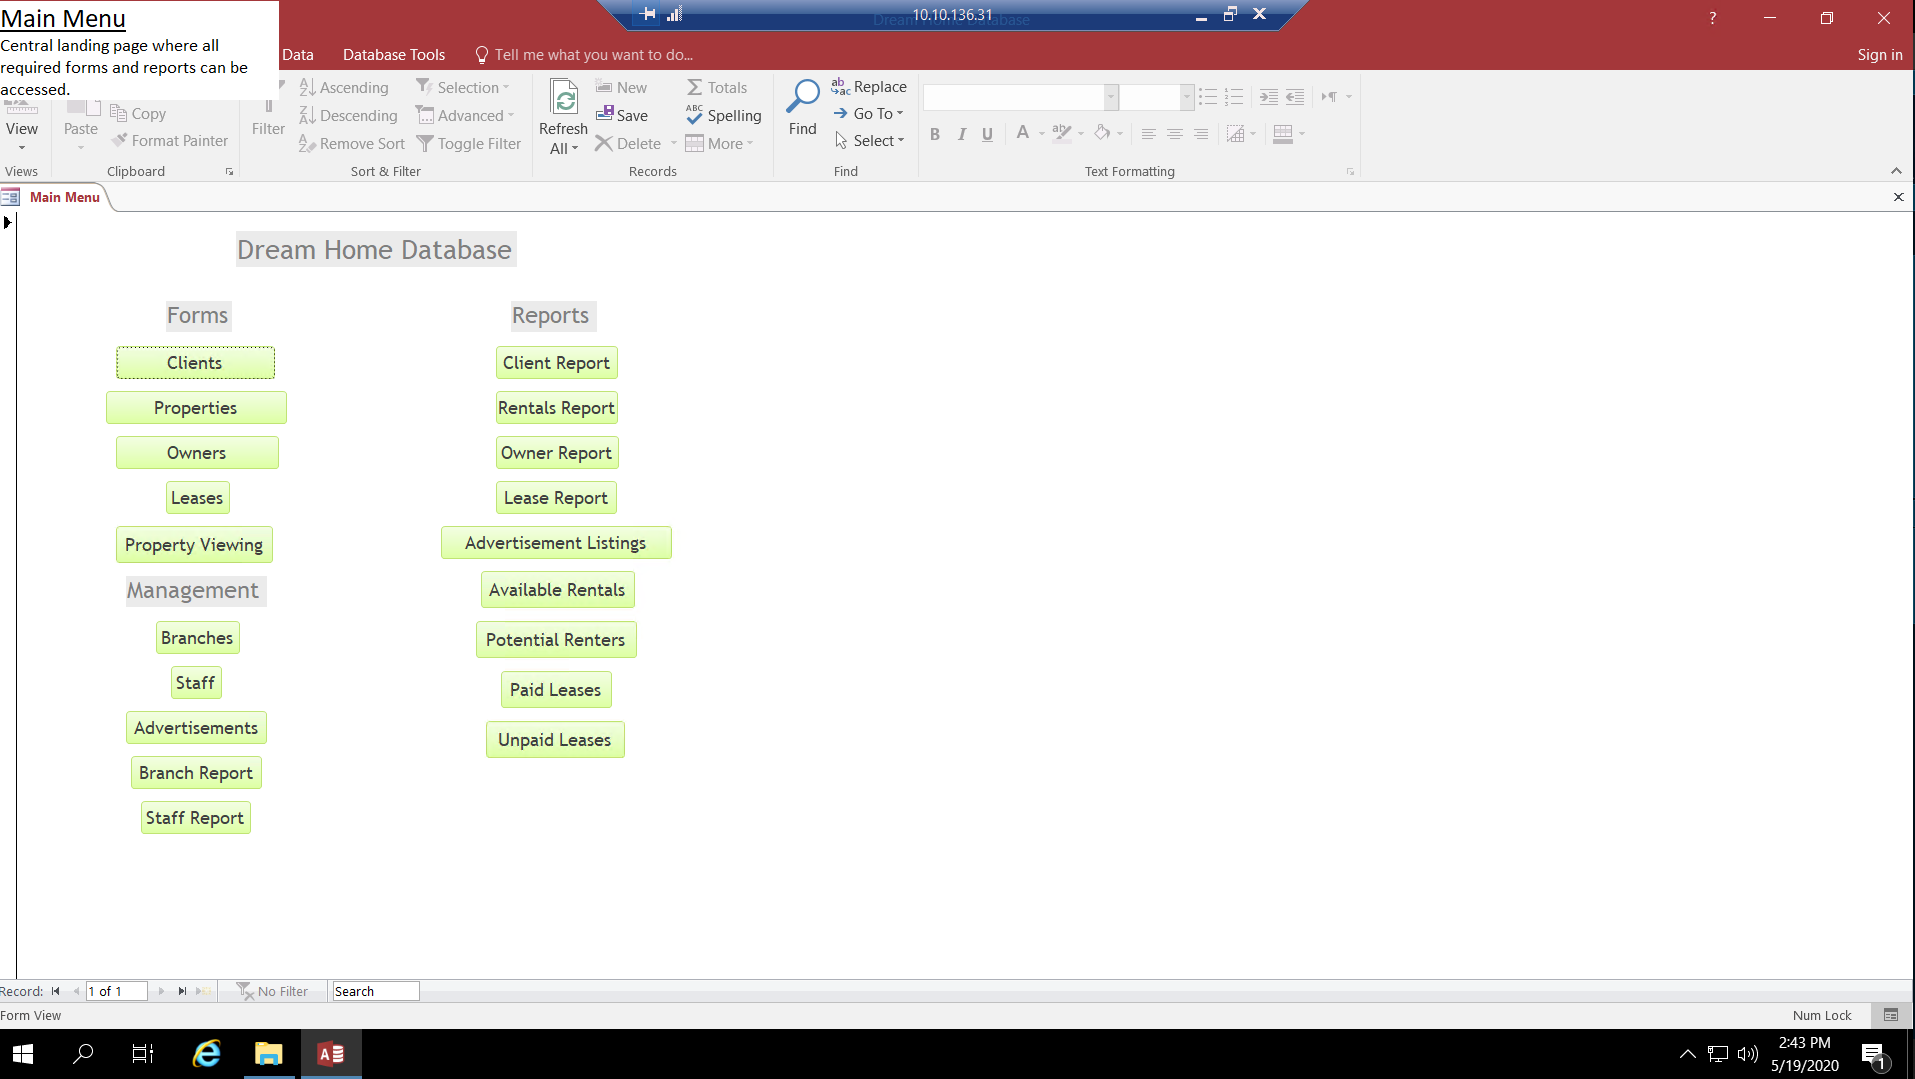 Main Menu
Central landing page where all
required forms and reports can be
accessed.
10.10.136.31
Dream Home Database
?
Data
Database Tools
Tell me what you want to do...
Sign in
View
Views
Paste
Copy
Format Painter
Clipboard
Filter
Ascending
Descending
Remove Sort
Selection
Advanced
Toggle Filter
Sort & Filter
Refresh
All
New
Save
Delete
Totals
Spelling
More
Records
Find
Replace
Go To
Select
Find
B I U A
Text Formatting
Main Menu
Dream Home Database
Forms
Clients
Properties
Owners
Leases
Property Viewing
Management
Branches
Staff
Advertisements
Branch Report
Staff Report
Reports
Client Report
Rentals Report
Owner Report
Lease Report
Advertisement Listings
Available Rentals
Potential Renters
Paid Leases
Unpaid Leases
Record:
1 of 1
No Filter
Search
Form View
Num Lock
2:43 PM
5/19/2020
1